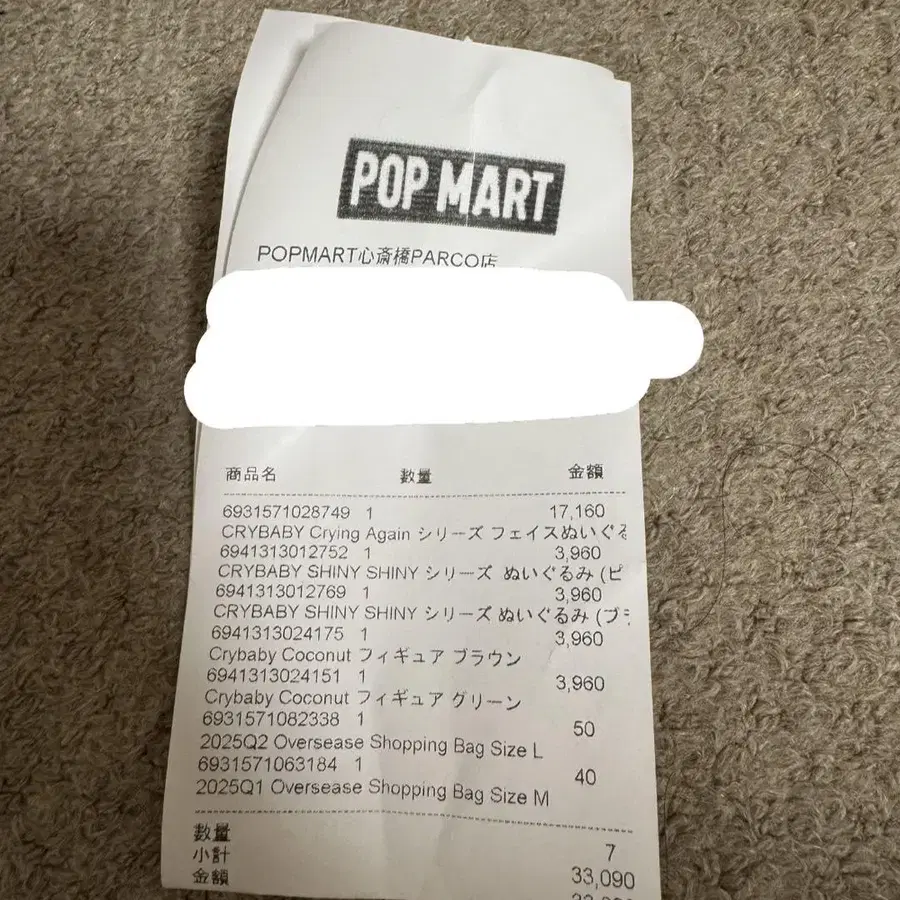 POP MART
POPMART心斎橋PARCO店
商品名 数量 金額
6931571028749 1 17,160
CRYBABY Crying Again シリーズ フェイスぬいぐる
6941313012752 1 3,960
CRYBABY SHINY SHINY シリーズ ぬいぐるみ (ピ
6941313012769 1 3,960
CRYBABY SHINY SHINY シリーズ ぬいぐるみ (ブラ
6941313024175 1 3,960
Crybaby Coconut フィギュア ブラウン
6941313024151 1 3,960
Crybaby Coconut フィギュア グリーン
6931571082338 1 50
2025Q2 Oversease Shopping Bag Size L
6931571063184 1 40
2025Q1 Oversease Shopping Bag Size M
数量 7
小計 33,090
金額